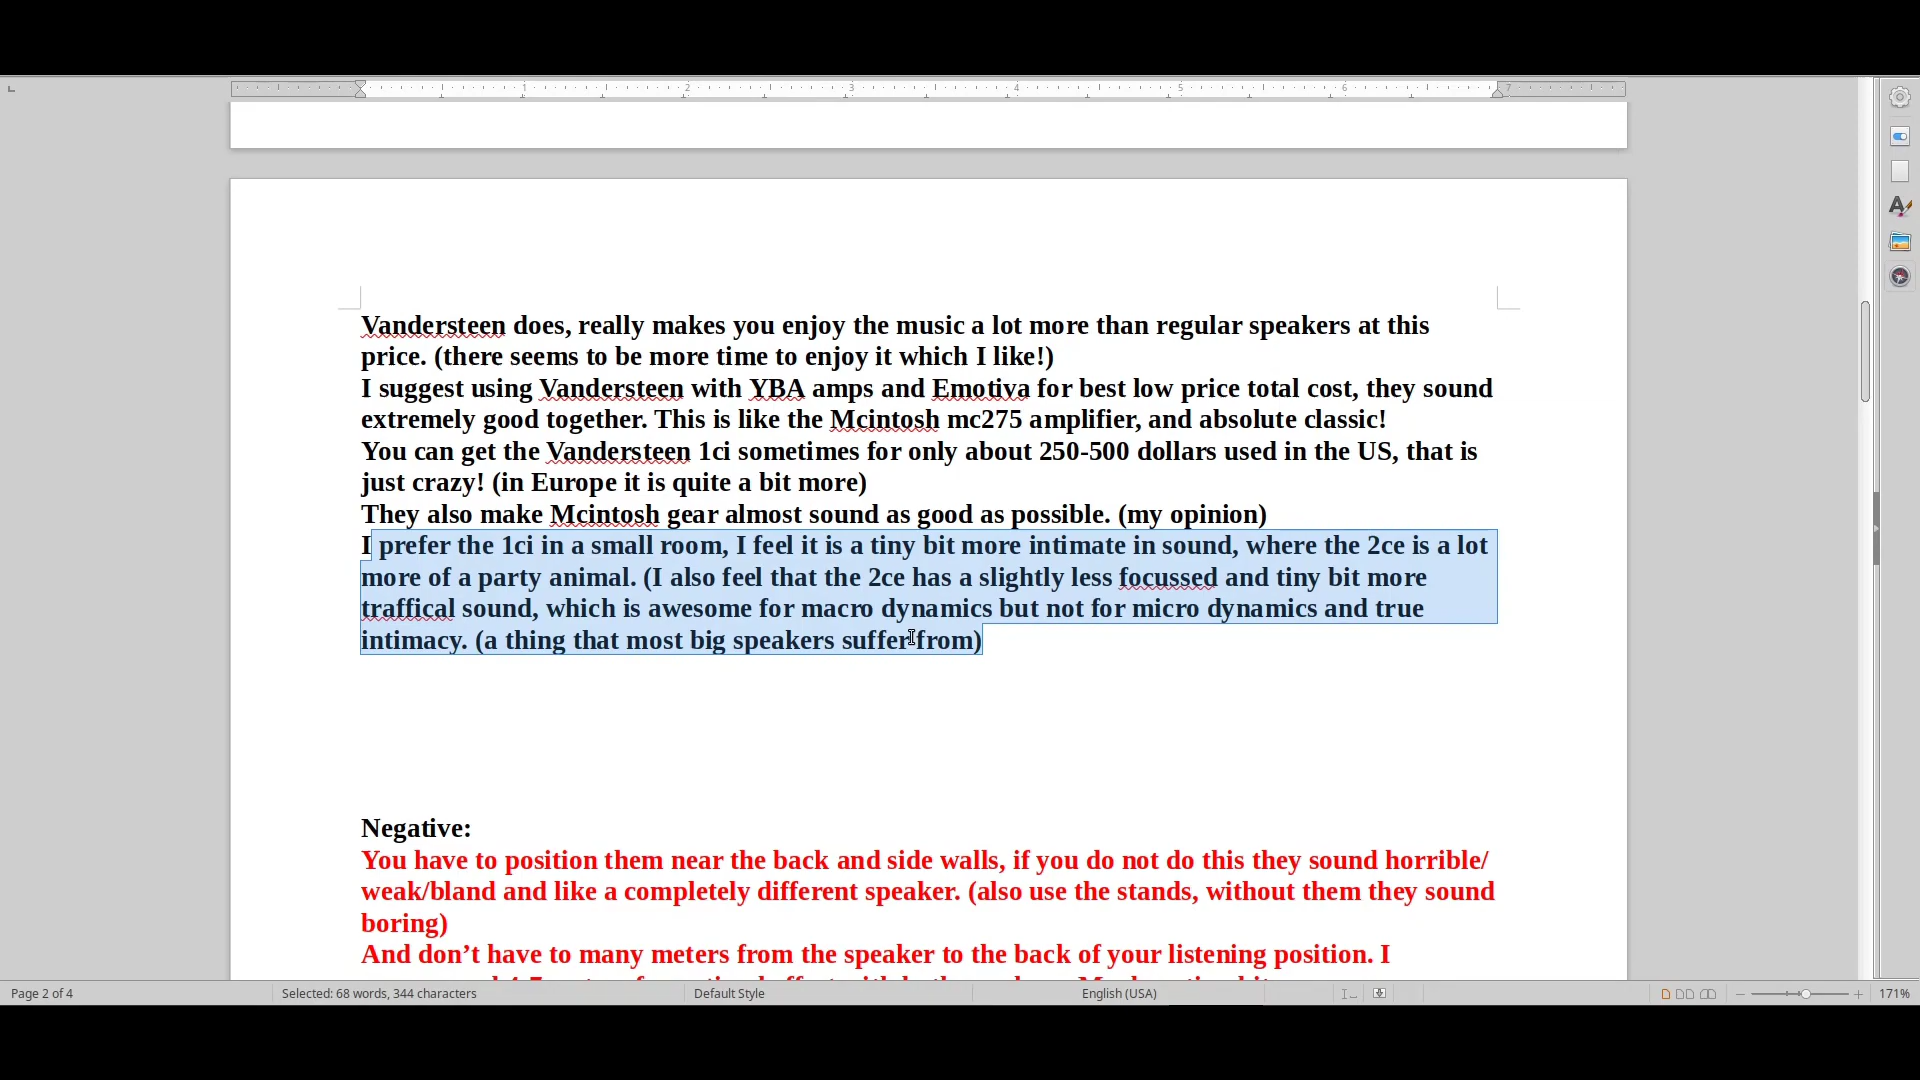 1 2 3 4 5 6 7
Vandersteen does, really makes you enjoy the music a lot more than regular speakers at this
price. (there seems to be more time to enjoy it which I like!)
I suggest using Vandersteen with YBA amps and Emotiva for best low price total cost, they sound
extremely good together. This is like the Mcintosh mc275 amplifier, and absolute classic!
You can get the Vandersteen 1ci sometimes for only about 250-500 dollars used in the US, that is
just crazy! (in Europe it is quite a bit more)
They also make Mcintosh gear almost sound as good as possible. (my opinion)
I prefer the 1ci in a small room, I feel it is a tiny bit more intimate in sound, where the 2ce is a lot
more of a party animal. (I also feel that the 2ce has a slightly less focussed and tiny bit more
traffical sound, which is awesome for macro dynamics but not for micro dynamics and true
intimacy. (a thing that most big speakers suffer from)
Negative:
You have to position them near the back and side walls, if you do not do this they sound horrible/
weak/bland and like a completely different speaker. (also use the stands, without them they sound
boring)
And don’t have to many meters from the speaker to the back of your listening position. I
Page 2 of 4 Selected: 68 words, 344 characters Default Style English (USA) 171%